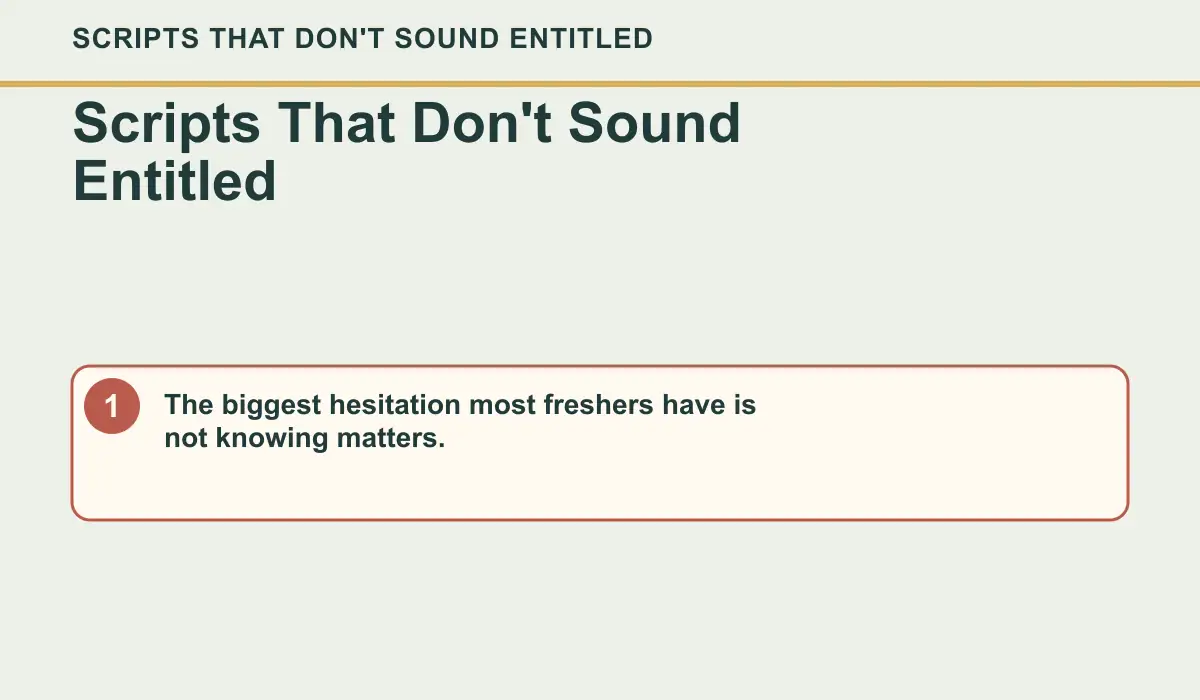 SCRIPTS THAT DON'T SOUND ENTITLED
Scripts That Don't Sound
Entitled
1
The biggest hesitation most freshers have is
not knowing matters.